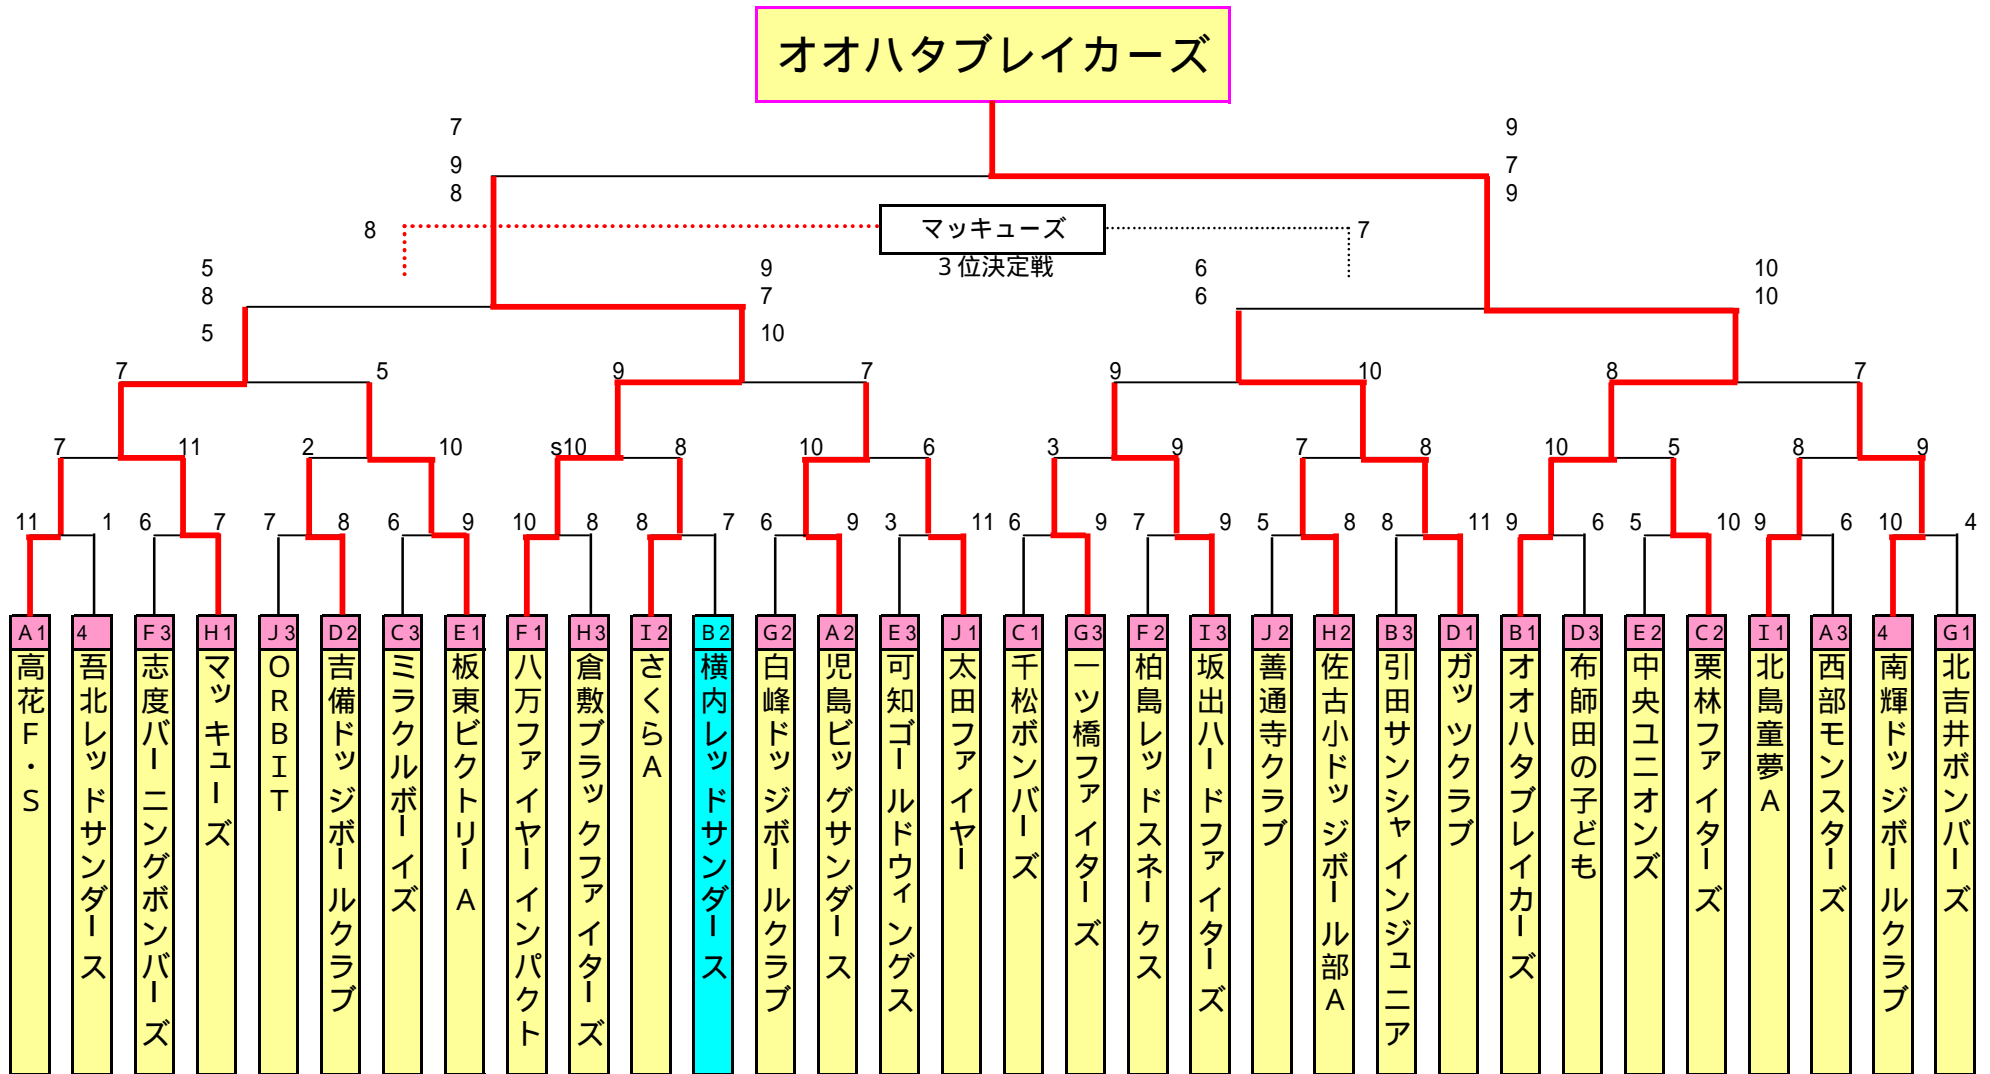 オオハタブレイカーズ
7 9
9 7
8 9
8 マッキューズ 7
3位決定戦
5 9 6 10
8 7 6 10
5 10
7 5 9 7 9 10 8 7
7 11 2 10 s10 8 10 6 3 9 7 8 10 5 8 9
11 1 6 7 7 8 6 9 10 8 8 7 6 9 3 11 6 9 7 9 5 8 8 11 9 6 5 10 9 6 10 4
A1 4 F3 H1 J3 D2 C3 E1 F1 H3 I2 B2 G2 A2 E3 J1 C1 G3 F2 I3 J2 H2 B3 D1 B1 D3 E2 C2 I1 A3 4 G1
高花F・S
吾北レッドサンダース
志度バーニングボンバーズ
マッキューズ
ORBIT
吉備ドッジボールクラブ
ミラクルボーイズ
板東ビクトリーA
八万ファイヤーインパクト
倉敷ブラックファイターズ
さくらA
横内レッドサンダース
白峰ドッジボールクラブ
児島ビッグサンダース
可知ゴールドウィングス
太田ファイヤー
千松ボンバーズ
一ツ橋ファイターズ
柏島レッドスネークス
坂出ハードファイターズ
善通寺クラブ
佐古小ドッジボール部A
引田サンシャインジュニア
ガッツクラブ
オオハタブレイカーズ
布師田の子ども
中央ユニオンズ
栗林ファイターズ
北島童夢A
西部モンスターズ
南輝ドッジボールクラブ
北吉井ボンバーズ